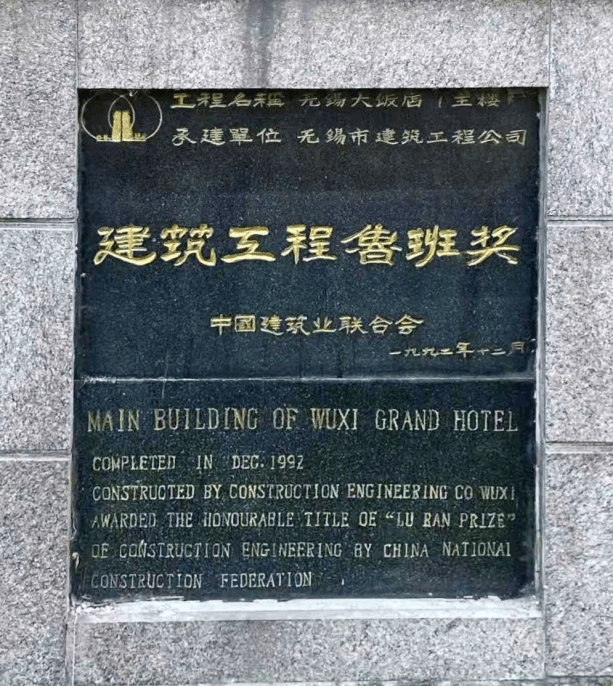 工程名稱 无锡大饭店（主楼）
承建單位 无锡市建筑工程公司
建筑工程鲁班奖
中國建筑业联合会
一九九二年十二月
MAIN BUILDING OF WUXI GRAND HOTEL
COMPLETED IN DEC.1992
CONSTRUCTED BY CONSTRUCTION ENGINEERING CO WUXI
AWARDED THE HONOURABLE TITLE OF "LU BAN PRIZE"
OF CONSTRUCTION ENGINEERING BY CHINA NATIONAL
CONSTRUCTION FEDERATION